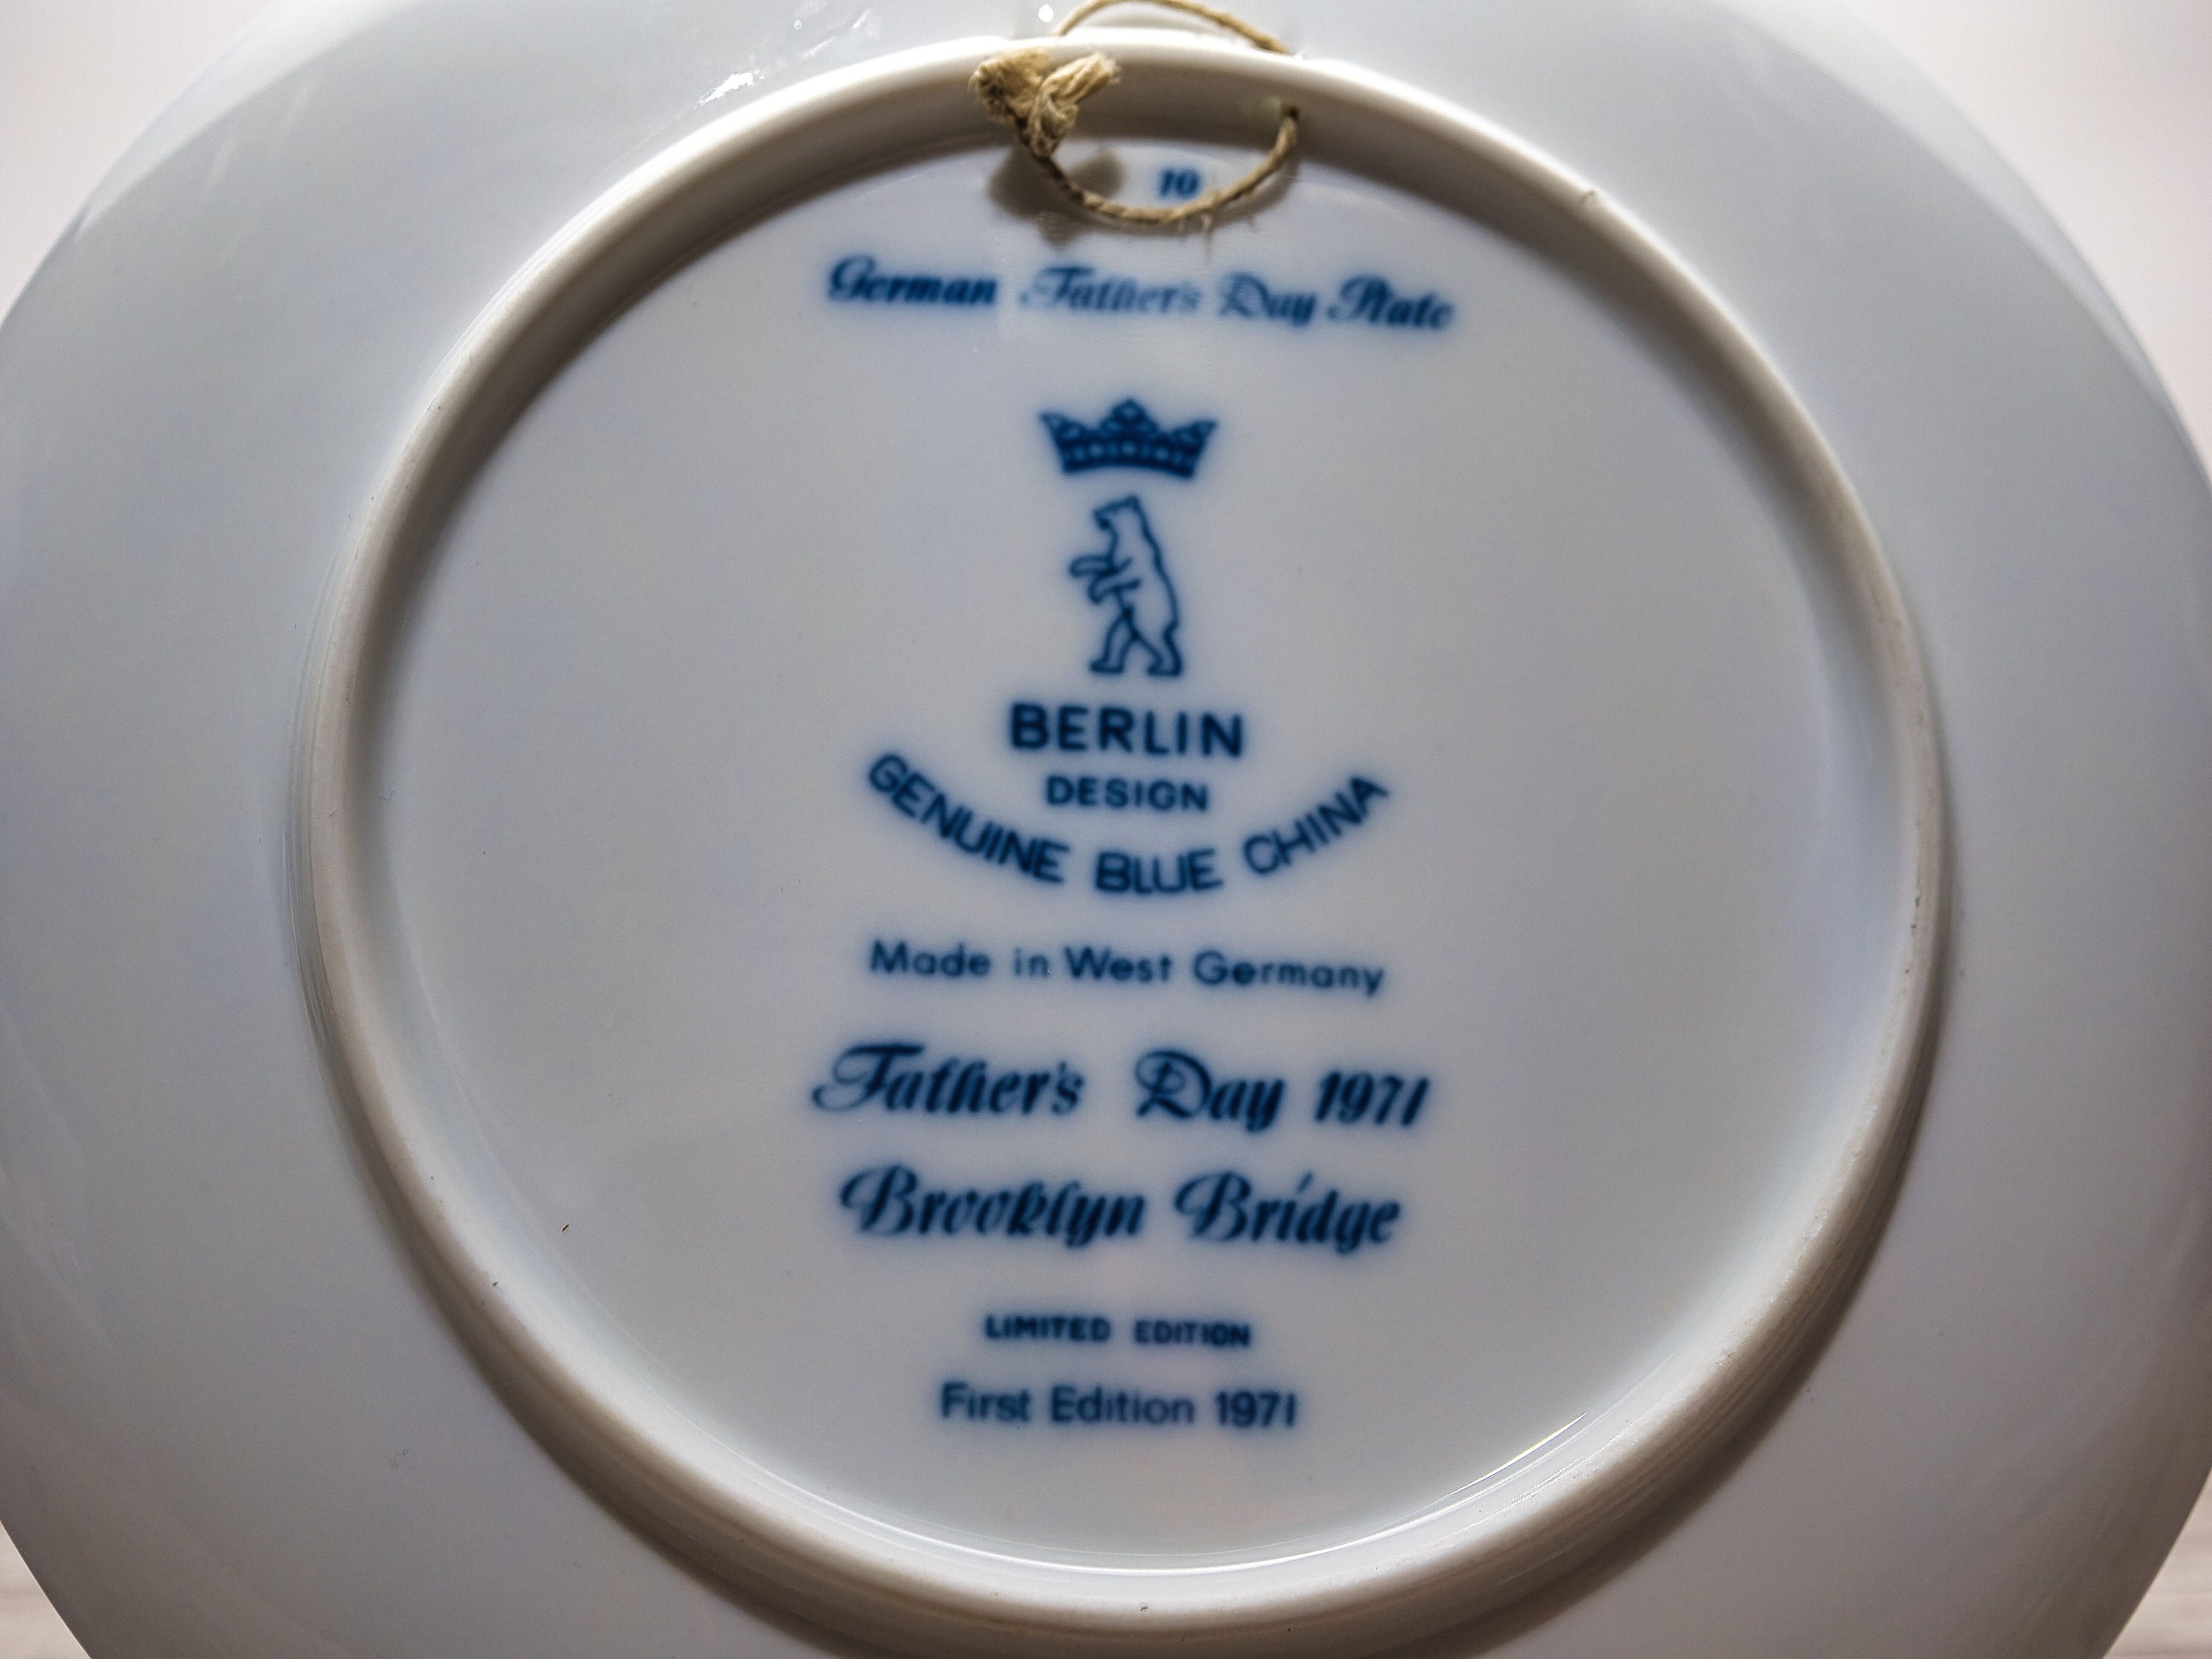 10
German Father's Day Plate
BERLIN
DESIGN
GENUINE BLUE CHINA
Made in West Germany
Father's Day 1971
Brooklyn Bridge
LIMITED EDITION
First Edition 1971